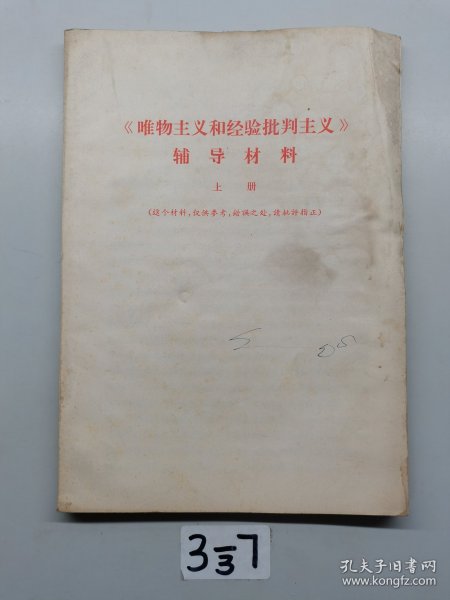 《唯物主义和经验批判主义》
辅导材料
上册
(这个材料,仅供参考,错误之处,请批评指正)
337
孔夫子旧书网
www.kongfz.com